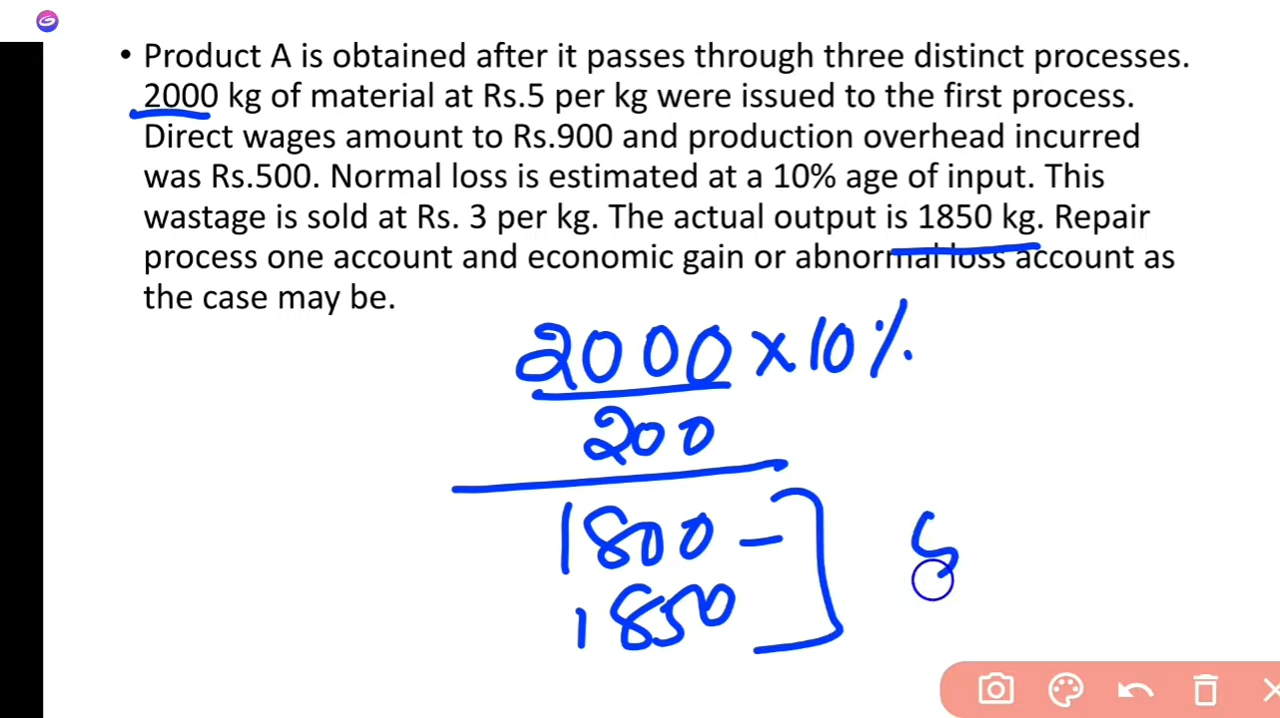 • Product A is obtained after it passes through three distinct processes.
2000 kg of material at Rs.5 per kg were issued to the first process.
Direct wages amount to Rs.900 and production overhead incurred
was Rs.500. Normal loss is estimated at a 10% age of input. This
wastage is sold at Rs. 3 per kg. The actual output is 1850 kg. Repair
process one account and economic gain or abnormal loss account as
the case may be.
2000 x 10%
200
1800 -
1850
5